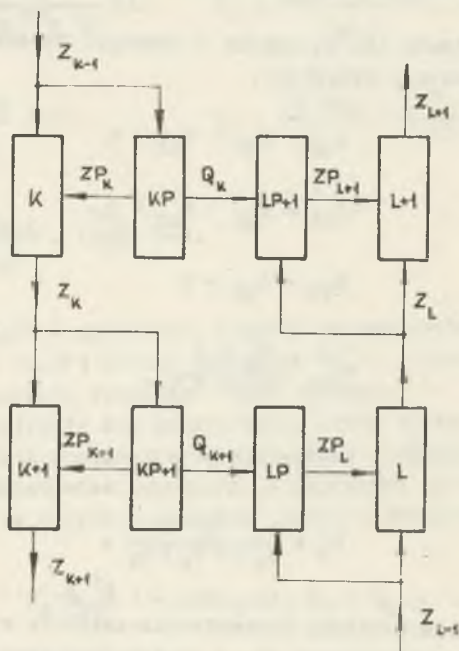 Z_{K-1}
Z_{L+1}
K
ZP_K
KP
Q_K
LP+1
ZP_{L+1}
L+1
Z_K
Z_L
K+1
ZP_{K+1}
KP+1
Q_{K+1}
LP
ZP_L
L
Z_{K+1}
Z_{L-1}